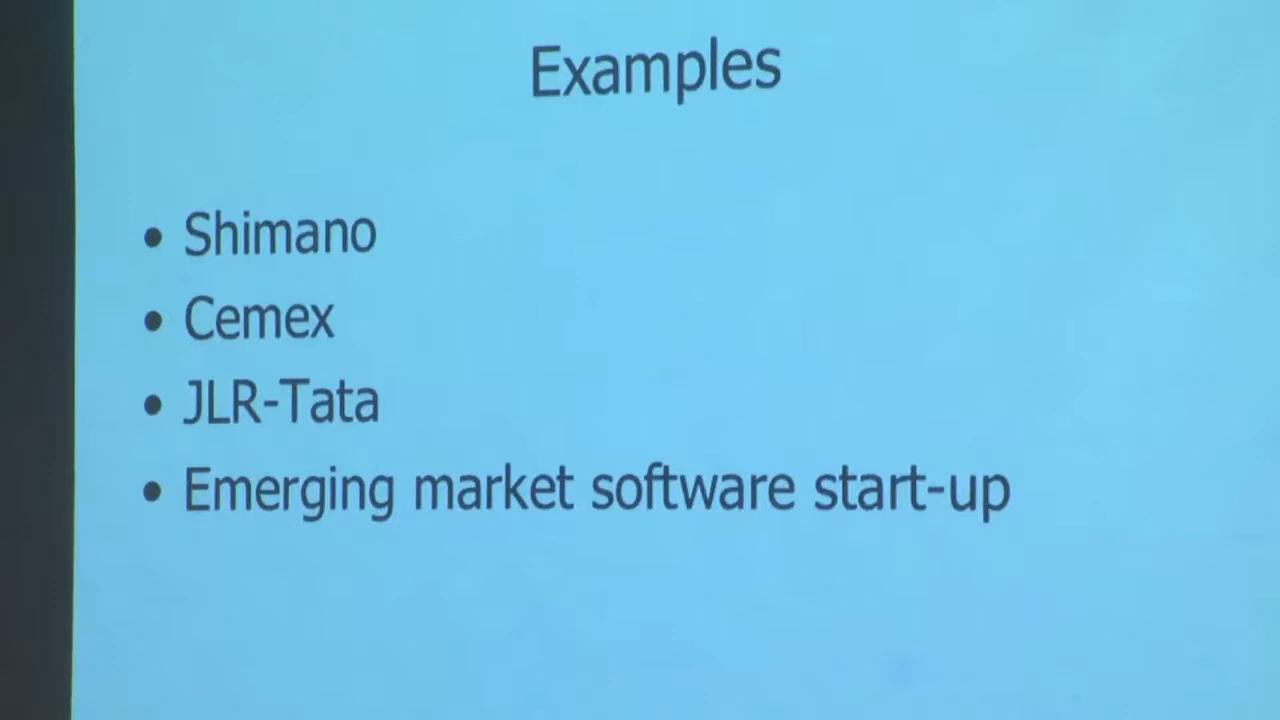 Examples
• Shimano
• Cemex
• JLR-Tata
• Emerging market software start-up